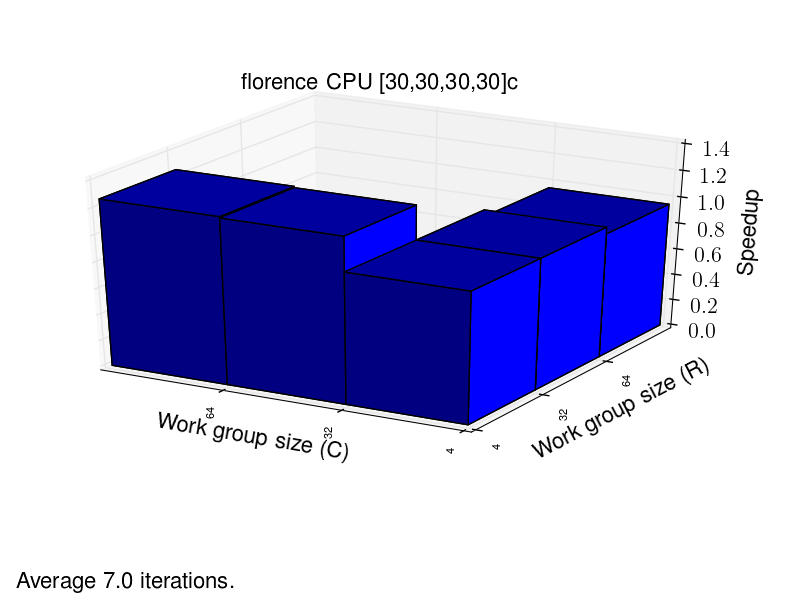 florence CPU [30,30,30,30]c
1.4
1.2
1.0
0.8
0.6
0.4
0.2
0.0
Speedup
64
32
4
Work group size (C)
4
32
64
Work group size (R)
Average 7.0 iterations.